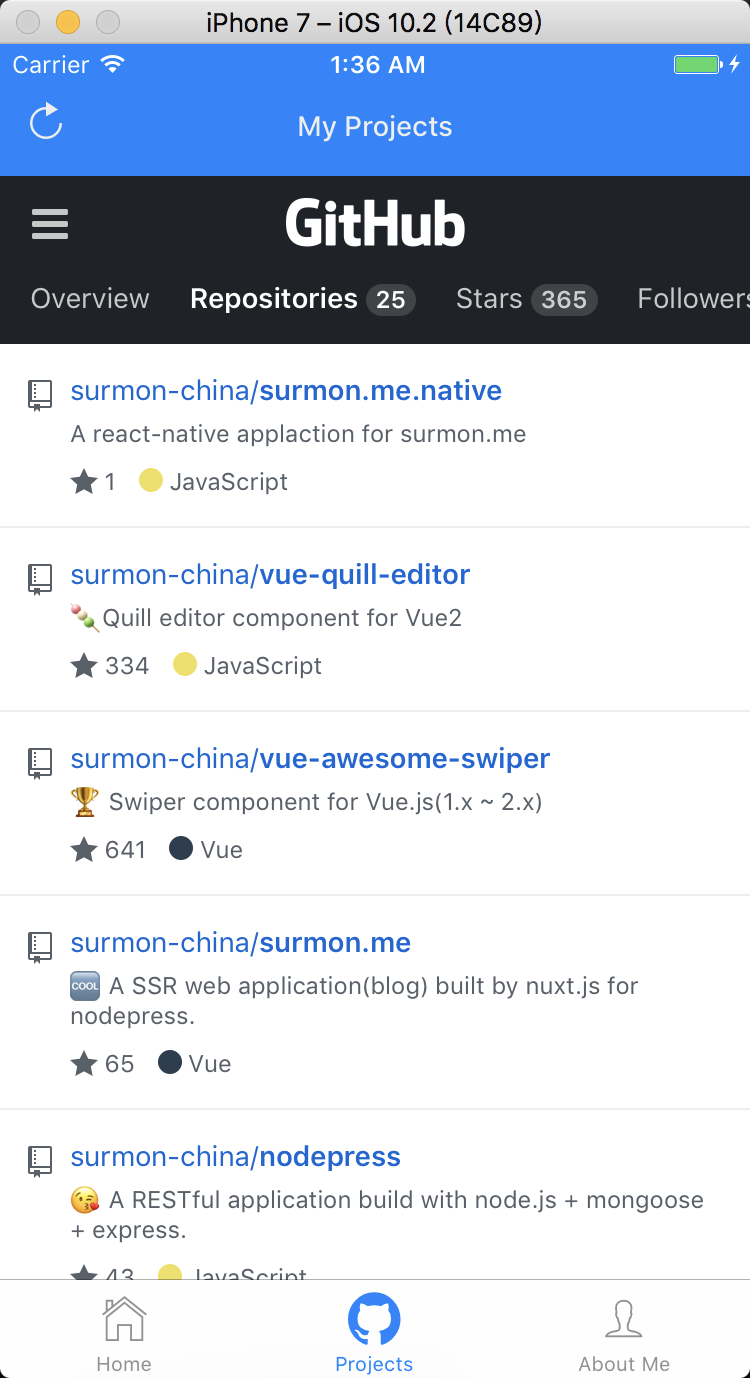 iPhone 7 – iOS 10.2 (14C89)
Carrier 1:36 AM
My Projects
GitHub
Overview Repositories 25 Stars 365 Followers
surmon-china/surmon.me.native
A react-native applaction for surmon.me
1 JavaScript
surmon-china/vue-quill-editor
🍡Quill editor component for Vue2
334 JavaScript
surmon-china/vue-awesome-swiper
🏆 Swiper component for Vue.js(1.x ~ 2.x)
641 Vue
surmon-china/surmon.me
🆒 A SSR web application(blog) built by nuxt.js for
nodepress.
65 Vue
surmon-china/nodepress
😘 A RESTful application build with node.js + mongoose
+ express.
43 JavaScript
Home Projects About Me